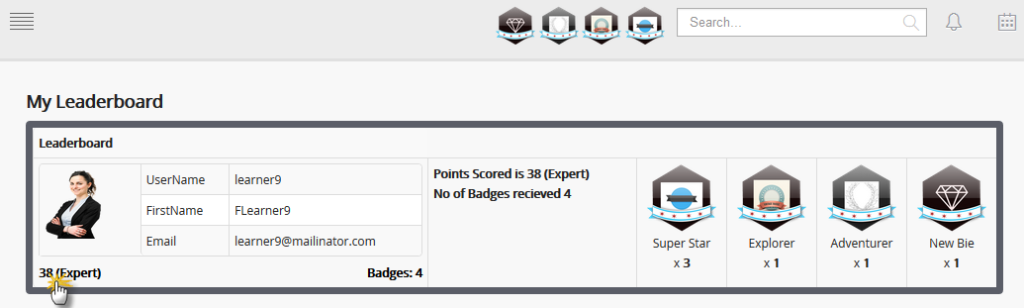 Search...
My Leaderboard
Leaderboard
UserName learner9
FirstName FLearner9
Email learner9@mailinator.com
38 (Expert) Badges: 4
Points Scored is 38 (Expert)
No of Badges recieved 4
Super Star
x 3
Explorer
x 1
Adventurer
x 1
New Bie
x 1